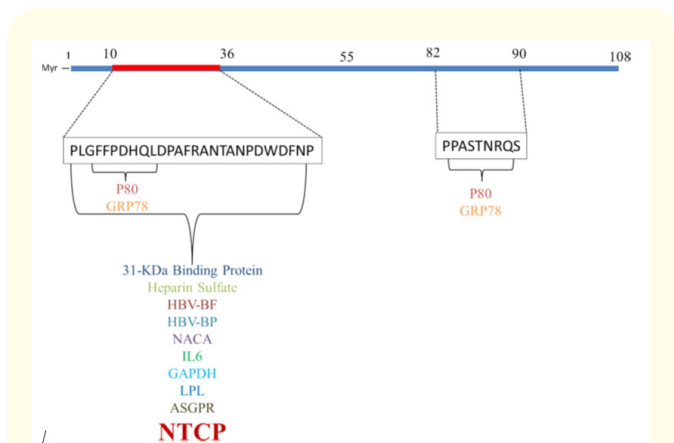 1 10 36 55 82 90 108
Myr
PLGFFPDHQLDPAFRANTANPDWDFNP
PPASTNRQS
P80
GRP78
P80
GRP78
31-KDa Binding Protein
Heparin Sulfate
HBV-BF
HBV-BP
NACA
IL6
GAPDH
LPL
ASGPR
NTCP
/